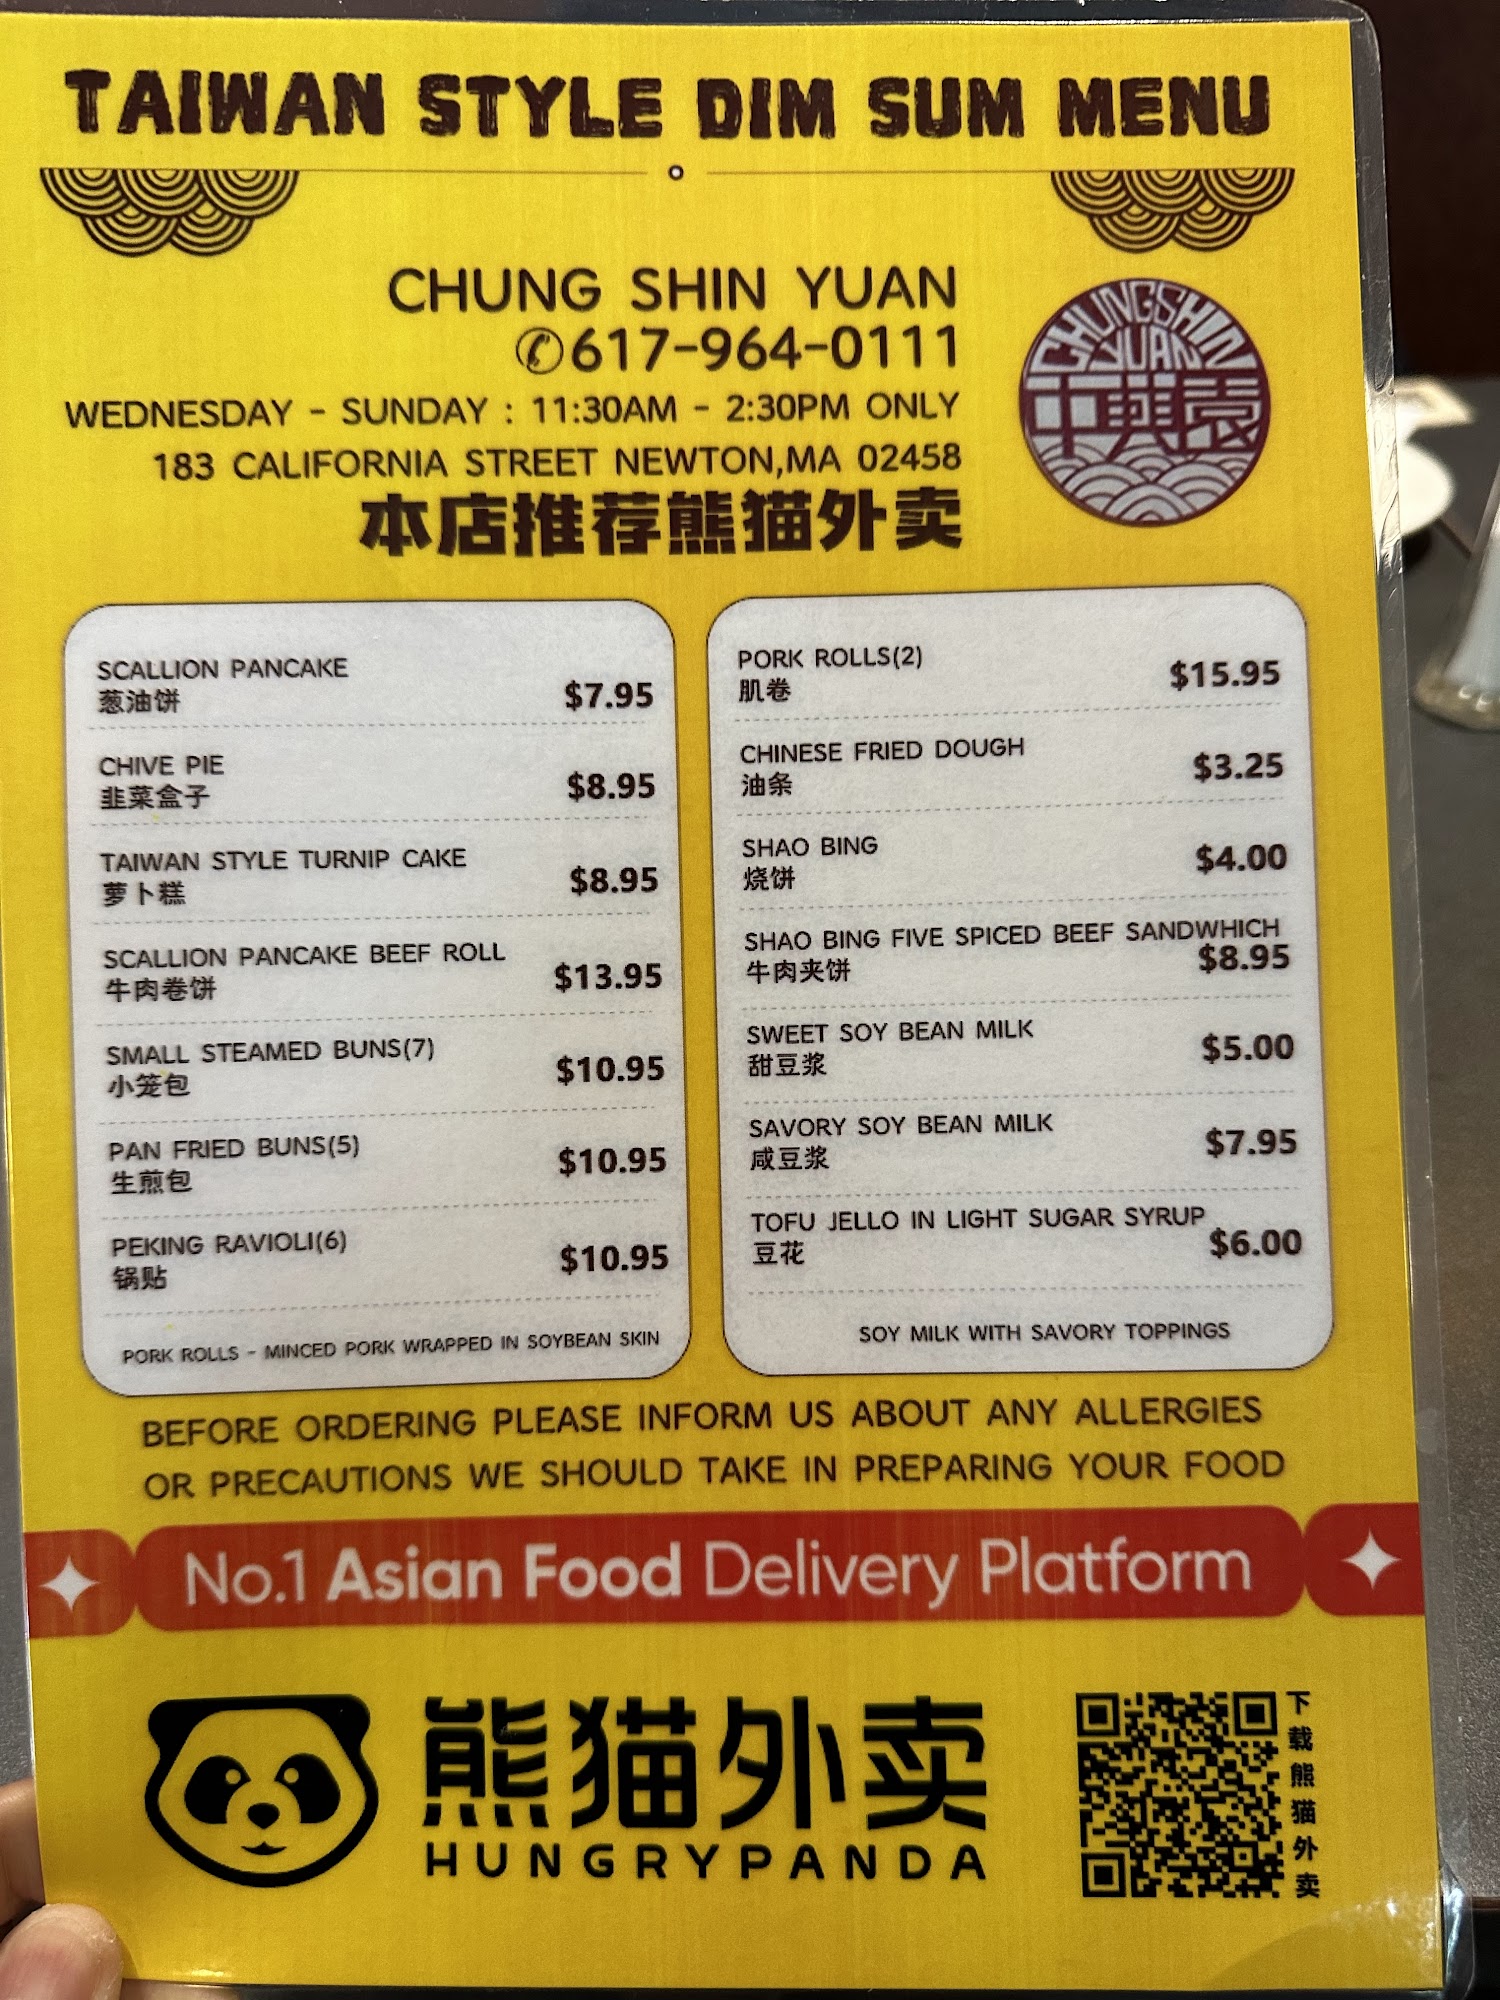 TAIWAN STYLE DIM SUM MENU
CHUNG SHIN YUAN
✆617-964-0111
WEDNESDAY - SUNDAY : 11:30AM - 2:30PM ONLY
183 CALIFORNIA STREET NEWTON,MA 02458
本店推荐熊猫外卖
CHUNG SHIN
YUAN
中興園
SCALLION PANCAKE
葱油饼
$7.95
CHIVE PIE
韭菜盒子
$8.95
TAIWAN STYLE TURNIP CAKE
萝卜糕
$8.95
SCALLION PANCAKE BEEF ROLL
牛肉卷饼
$13.95
SMALL STEAMED BUNS(7)
小笼包
$10.95
PAN FRIED BUNS(5)
生煎包
$10.95
PEKING RAVIOLI(6)
锅贴
$10.95
PORK ROLLS - MINCED PORK WRAPPED IN SOYBEAN SKIN
PORK ROLLS(2)
肌卷
$15.95
CHINESE FRIED DOUGH
油条
$3.25
SHAO BING
烧饼
$4.00
SHAO BING FIVE SPICED BEEF SANDWHICH
牛肉夹饼
$8.95
SWEET SOY BEAN MILK
甜豆浆
$5.00
SAVORY SOY BEAN MILK
咸豆浆
$7.95
TOFU JELLO IN LIGHT SUGAR SYRUP
豆花
$6.00
SOY MILK WITH SAVORY TOPPINGS
BEFORE ORDERING PLEASE INFORM US ABOUT ANY ALLERGIES
OR PRECAUTIONS WE SHOULD TAKE IN PREPARING YOUR FOOD
No.1 Asian Food Delivery Platform
熊猫外卖
HUNGRYPANDA
下载熊猫外卖